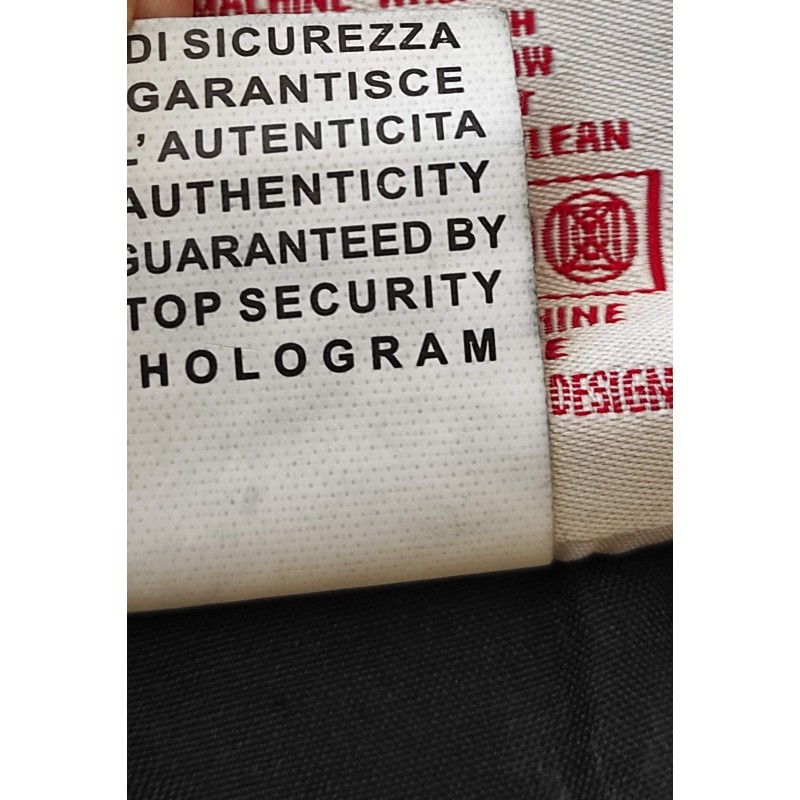 DI SICUREZZA
GARANTISCE
L'AUTENTICITA
AUTHENTICITY
GUARANTEED BY
TOP SECURITY
HOLOGRAM
MACHINE
LEAN
HINE
E
DESIGN